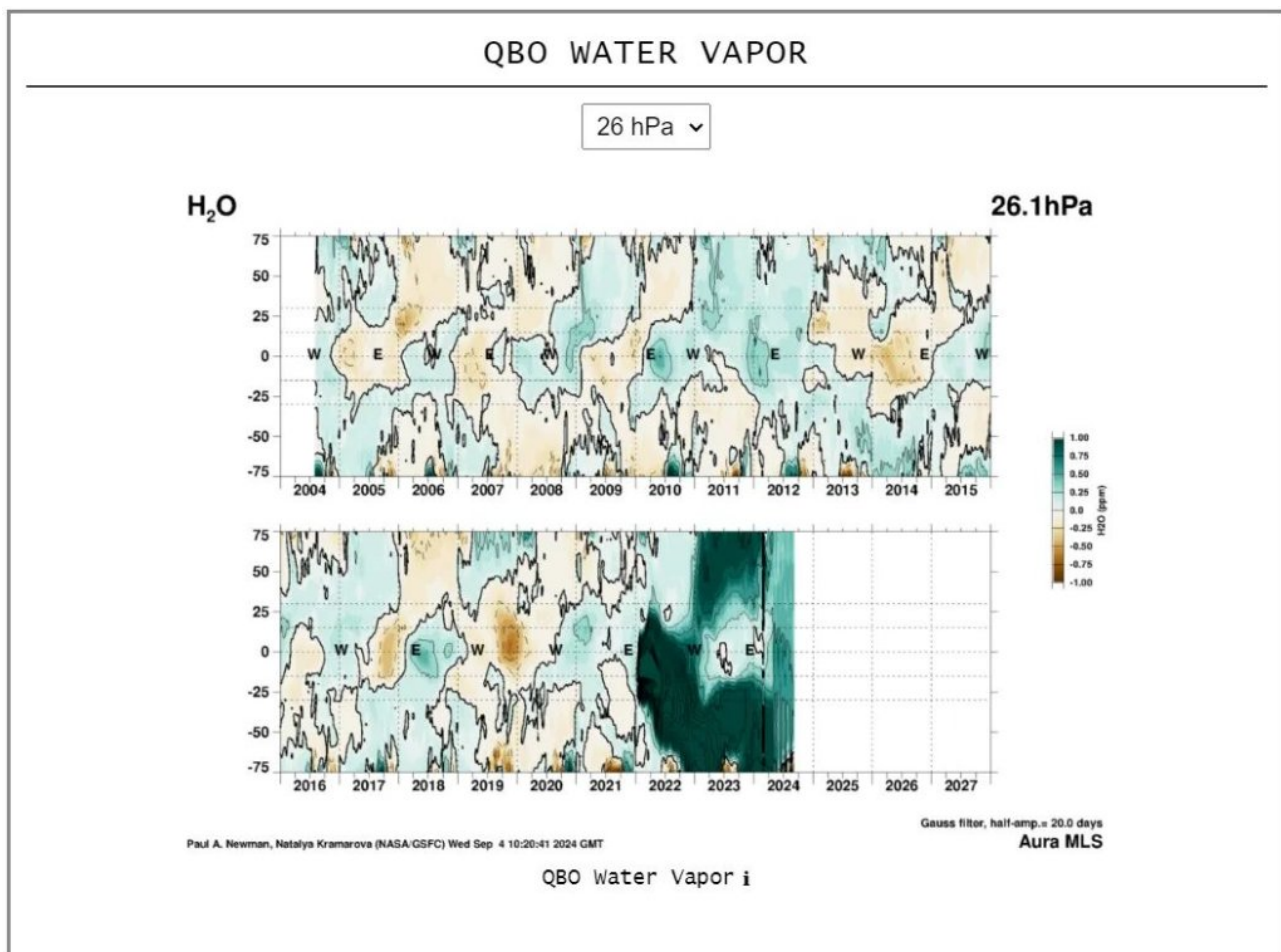 QBO WATER VAPOR
26 hPa
H₂O 26.1hPa
75
50
25
0
-25
-50
-75
W E W E W E W E W E W
2004 2005 2006 2007 2008 2009 2010 2011 2012 2013 2014 2015
1.00
0.75
0.50
0.25
0.0
-0.25
-0.50
-0.75
-1.00
H2O (ppm)
75
50
25
0
-25
-50
-75
W E W W E W E
2016 2017 2018 2019 2020 2021 2022 2023 2024 2025 2026 2027
Gauss filter, half-amp.= 20.0 days
Paul A. Newman, Natalya Kramarova (NASA/GSFC) Wed Sep 4 10:20:41 2024 GMT Aura MLS
QBO Water Vapor i